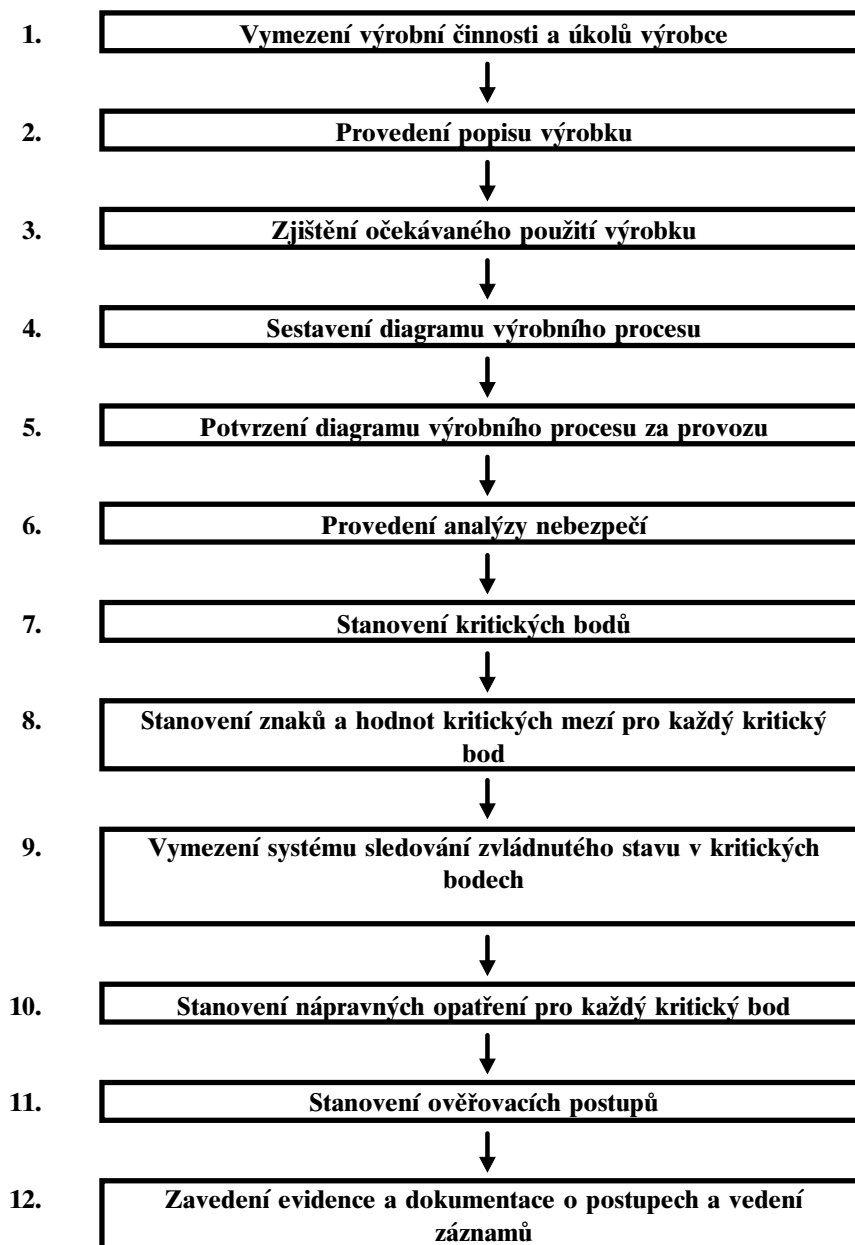 1. Vymezení výrobní činnosti a úkolů výrobce
2. Provedení popisu výrobku
3. Zjištění očekávaného použití výrobku
4. Sestavení diagramu výrobního procesu
5. Potvrzení diagramu výrobního procesu za provozu
6. Provedení analýzy nebezpečí
7. Stanovení kritických bodů
8. Stanovení znaků a hodnot kritických mezí pro každý kritický
bod
9. Vymezení systému sledování zvládnutého stavu v kritických
bodech
10. Stanovení nápravných opatření pro každý kritický bod
11. Stanovení ověřovacích postupů
12. Zavedení evidence a dokumentace o postupech a vedení
záznamů